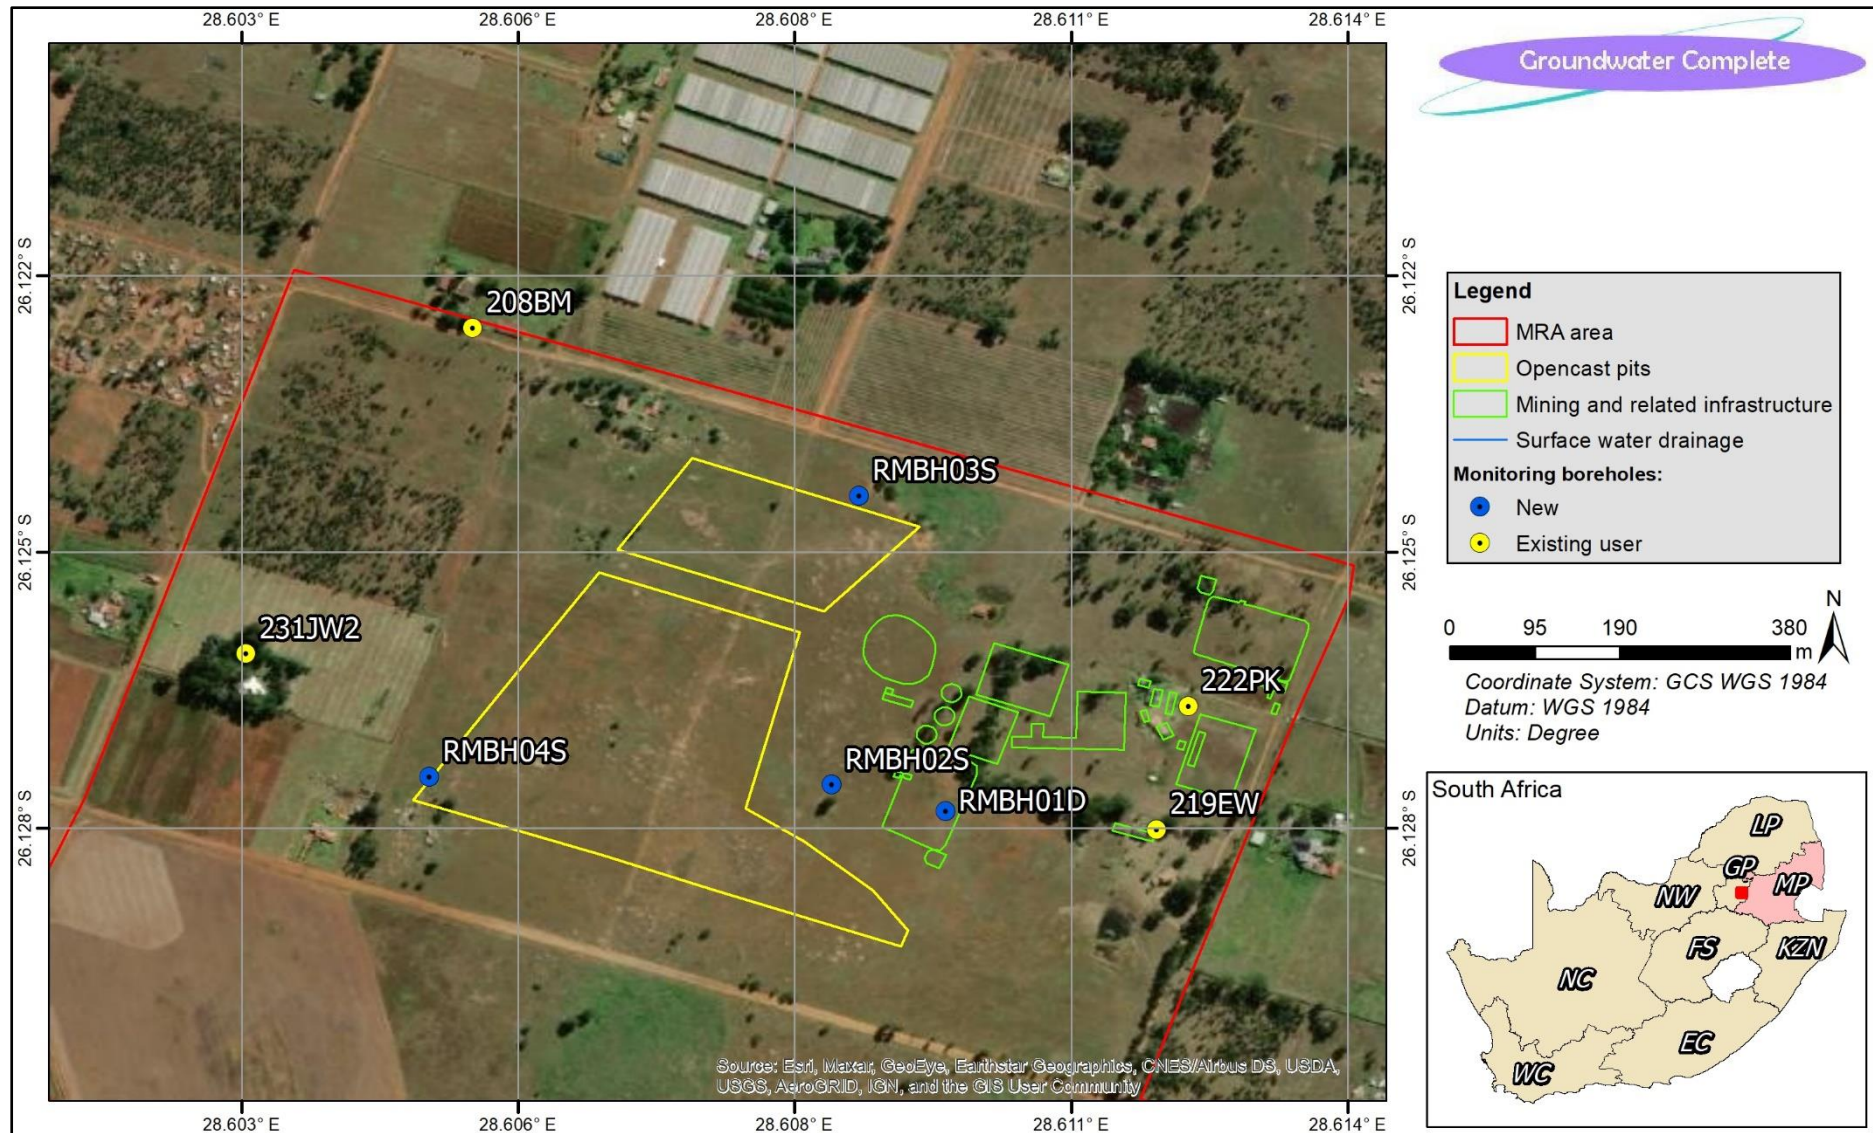 28.603° E
28.606° E
28.608° E
28.611° E
28.614° E
Groundwater Complete
26.122° S
26.122° S
208BM
Legend
MRA area
Opencast pits
Mining and related infrastructure
Surface water drainage
Monitoring boreholes:
New
Existing user
RMBH03S
26.125° S
26.125° S
231JW2
0 95 190 380
m
N
Coordinate System: GCS WGS 1984
Datum: WGS 1984
Units: Degree
222PK
RMBH04S
RMBH02S
RMBH01D
219EW
26.128° S
26.128° S
South Africa
LP
GP
MP
NW
FS
KZN
NC
EC
WC
Source: Esri, Maxar, GeoEye, Earthstar Geographics, CNES/Airbus DS, USDA,
USGS, AeroGRID, IGN, and the GIS User Community
28.603° E
28.606° E
28.608° E
28.611° E
28.614° E